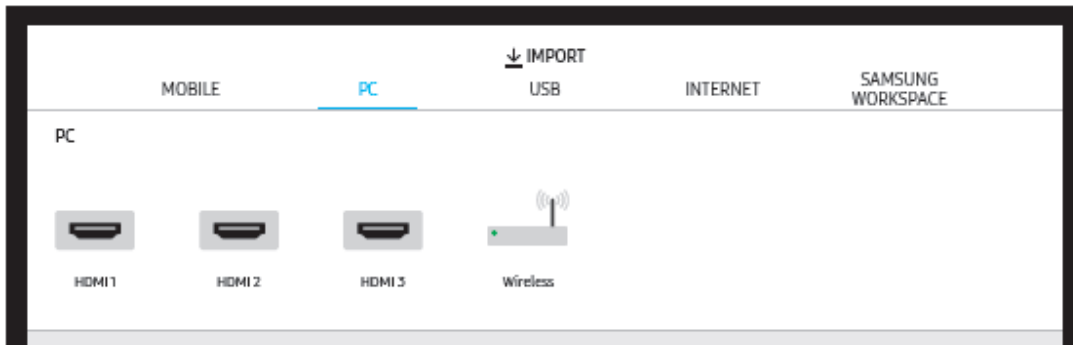 IMPORT
MOBILE PC USB INTERNET SAMSUNG WORKSPACE
PC
HDMI 1 HDMI 2 HDMI 3 Wireless